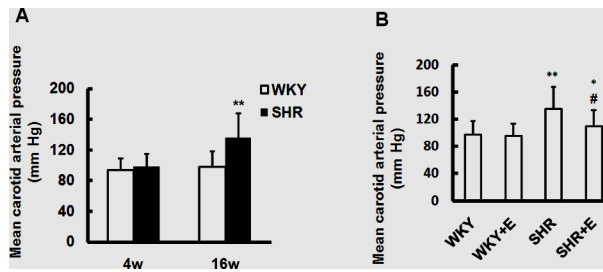 A
Mean carotid arterial pressure
(mm Hg)
200
160
120
80
40
0
WKY
SHR
**
4w
16w
B
Mean carotid arterial pressure
(mm Hg)
200
160
120
80
40
0
**
*
#
WKY
WKY+E
SHR
SHR+E